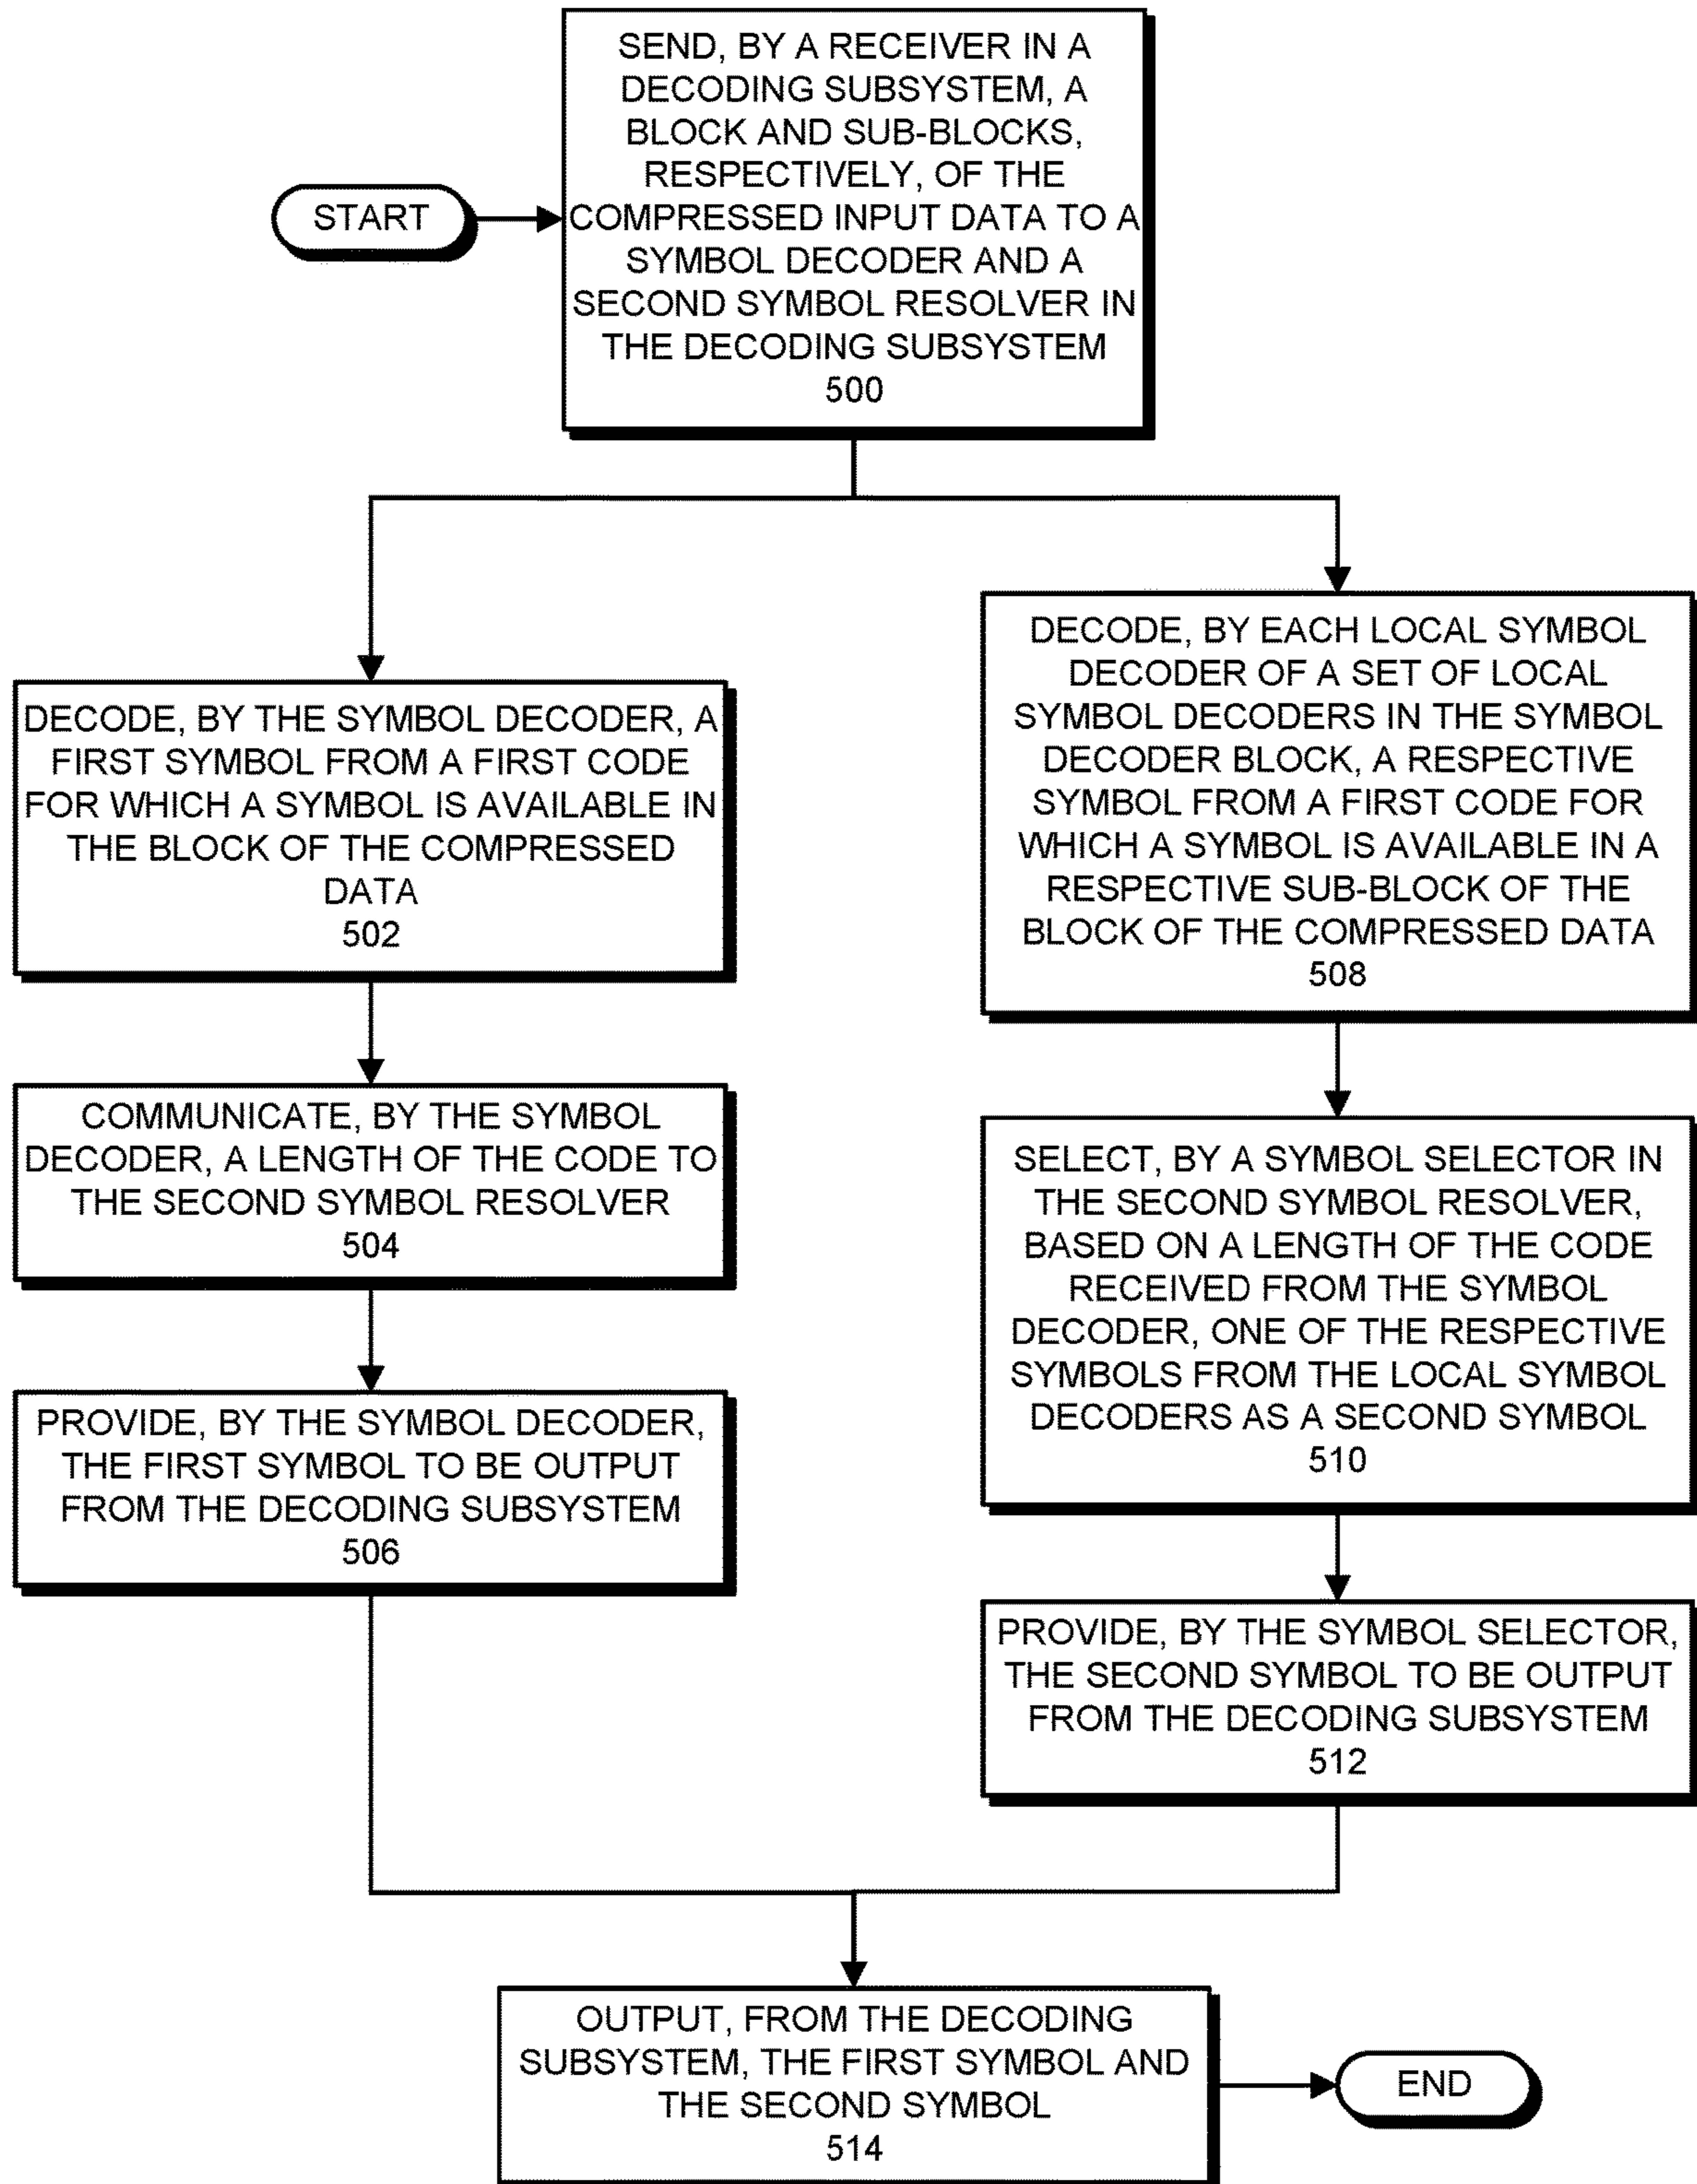 START
SEND, BY A RECEIVER IN A
DECODING SUBSYSTEM, A
BLOCK AND SUB-BLOCKS,
RESPECTIVELY, OF THE
COMPRESSED INPUT DATA TO A
SYMBOL DECODER AND A
SECOND SYMBOL RESOLVER IN
THE DECODING SUBSYSTEM
500
DECODE, BY THE SYMBOL DECODER, A
FIRST SYMBOL FROM A FIRST CODE
FOR WHICH A SYMBOL IS AVAILABLE IN
THE BLOCK OF THE COMPRESSED
DATA
502
COMMUNICATE, BY THE SYMBOL
DECODER, A LENGTH OF THE CODE TO
THE SECOND SYMBOL RESOLVER
504
PROVIDE, BY THE SYMBOL DECODER,
THE FIRST SYMBOL TO BE OUTPUT
FROM THE DECODING SUBSYSTEM
506
DECODE, BY EACH LOCAL SYMBOL
DECODER OF A SET OF LOCAL
SYMBOL DECODERS IN THE SYMBOL
DECODER BLOCK, A RESPECTIVE
SYMBOL FROM A FIRST CODE FOR
WHICH A SYMBOL IS AVAILABLE IN A
RESPECTIVE SUB-BLOCK OF THE
BLOCK OF THE COMPRESSED DATA
508
SELECT, BY A SYMBOL SELECTOR IN
THE SECOND SYMBOL RESOLVER,
BASED ON A LENGTH OF THE CODE
RECEIVED FROM THE SYMBOL
DECODER, ONE OF THE RESPECTIVE
SYMBOLS FROM THE LOCAL SYMBOL
DECODERS AS A SECOND SYMBOL
510
PROVIDE, BY THE SYMBOL SELECTOR,
THE SECOND SYMBOL TO BE OUTPUT
FROM THE DECODING SUBSYSTEM
512
OUTPUT, FROM THE DECODING
SUBSYSTEM, THE FIRST SYMBOL AND
THE SECOND SYMBOL
514
END